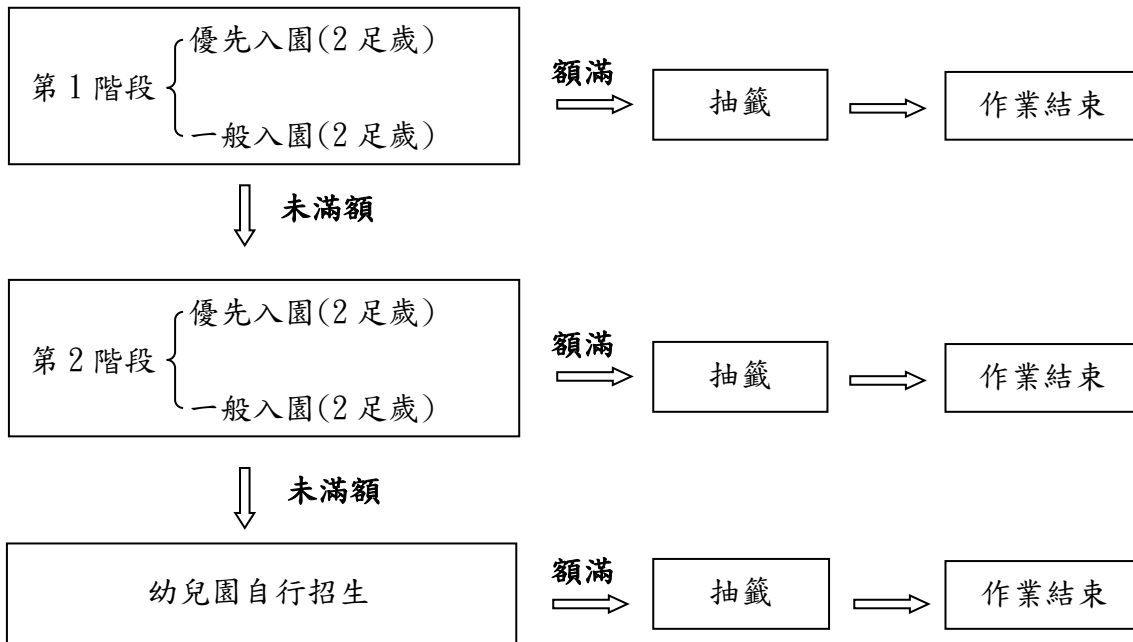 優先入園(2 足歲)
第 1 階段
一般入園(2 足歲)
額滿
抽籤
作業結束
未滿額
優先入園(2 足歲)
第 2 階段
一般入園(2 足歲)
額滿
抽籤
作業結束
未滿額
幼兒園自行招生
額滿
抽籤
作業結束